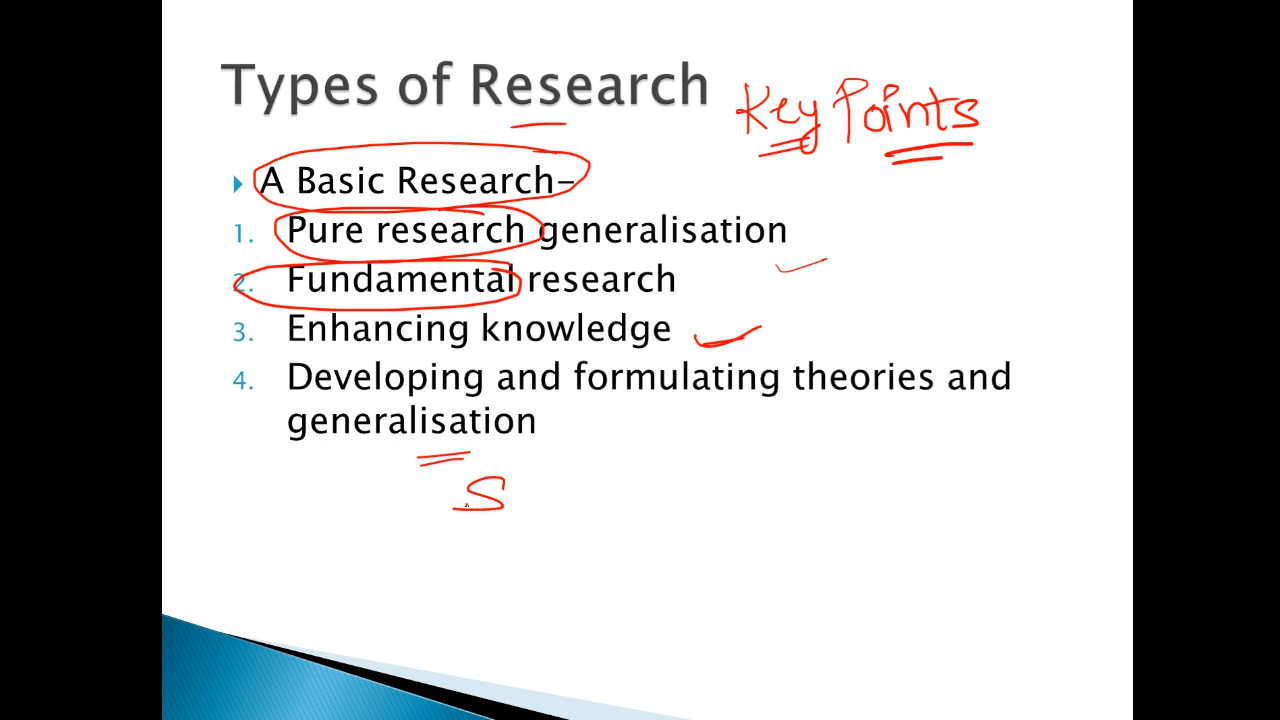 Types of Research
Key Points
A Basic Research-
1. Pure research generalisation
2. Fundamental research
3. Enhancing knowledge
4. Developing and formulating theories and
generalisation
S